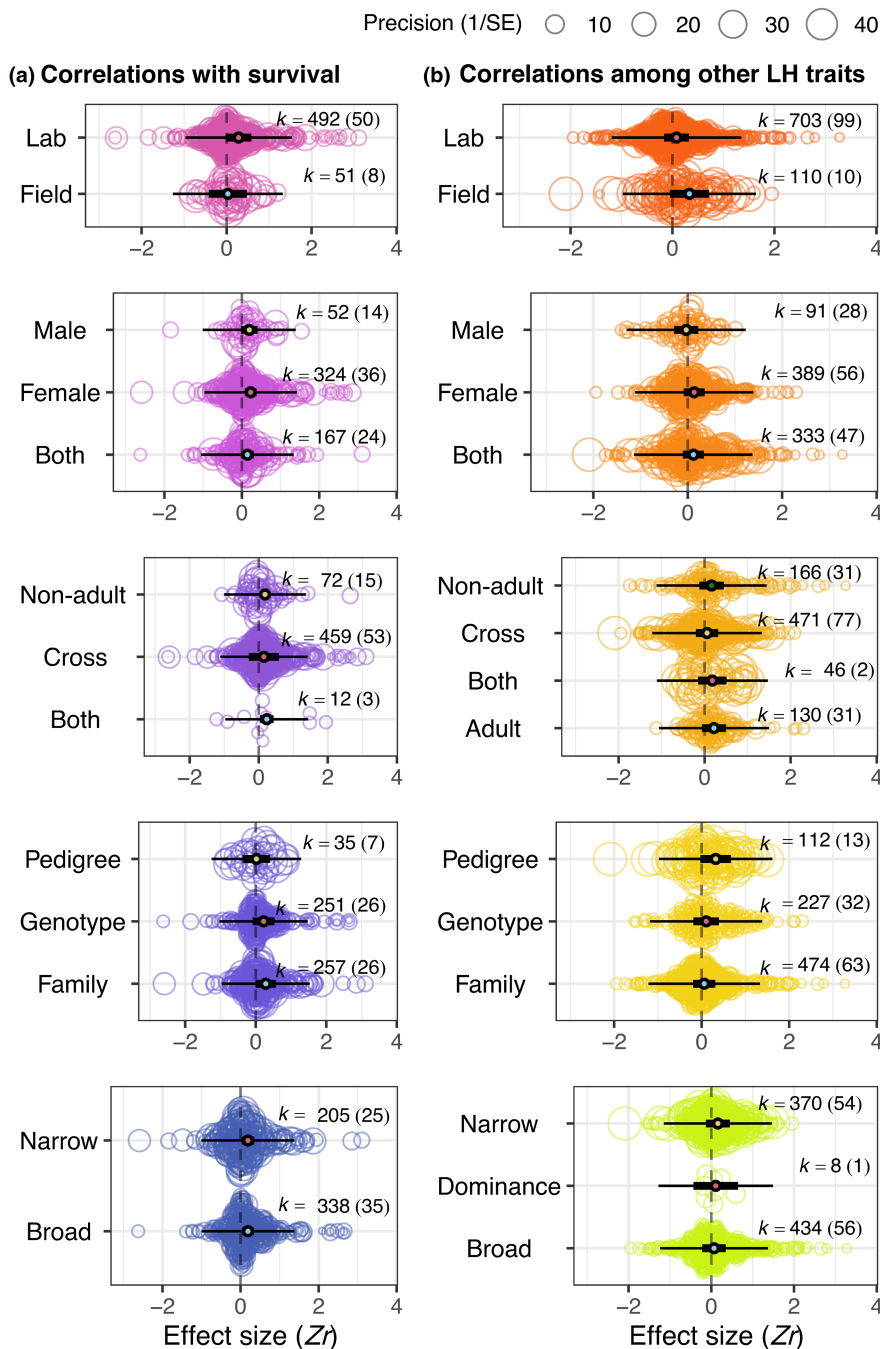 Precision (1/SE) 10 20 30 40
(a) Correlations with survival
Lab k = 492 (50)
Field k = 51 (8)
−2 0 2 4
Male k = 52 (14)
Female k = 324 (36)
Both k = 167 (24)
−2 0 2 4
Non-adult k = 72 (15)
Cross k = 459 (53)
Both k = 12 (3)
−2 0 2 4
Pedigree k = 35 (7)
Genotype k = 251 (26)
Family k = 257 (26)
−2 0 2 4
Narrow k = 205 (25)
Broad k = 338 (35)
−2 0 2 4
Effect size (Zr)
(b) Correlations among other LH traits
Lab k = 703 (99)
Field k = 110 (10)
−2 0 2 4
Male k = 91 (28)
Female k = 389 (56)
Both k = 333 (47)
−2 0 2 4
Non-adult k = 166 (31)
Cross k = 471 (77)
Both k = 46 (2)
Adult k = 130 (31)
−2 0 2 4
Pedigree k = 112 (13)
Genotype k = 227 (32)
Family k = 474 (63)
−2 0 2 4
Narrow k = 370 (54)
Dominance k = 8 (1)
Broad k = 434 (56)
−2 0 2 4
Effect size (Zr)